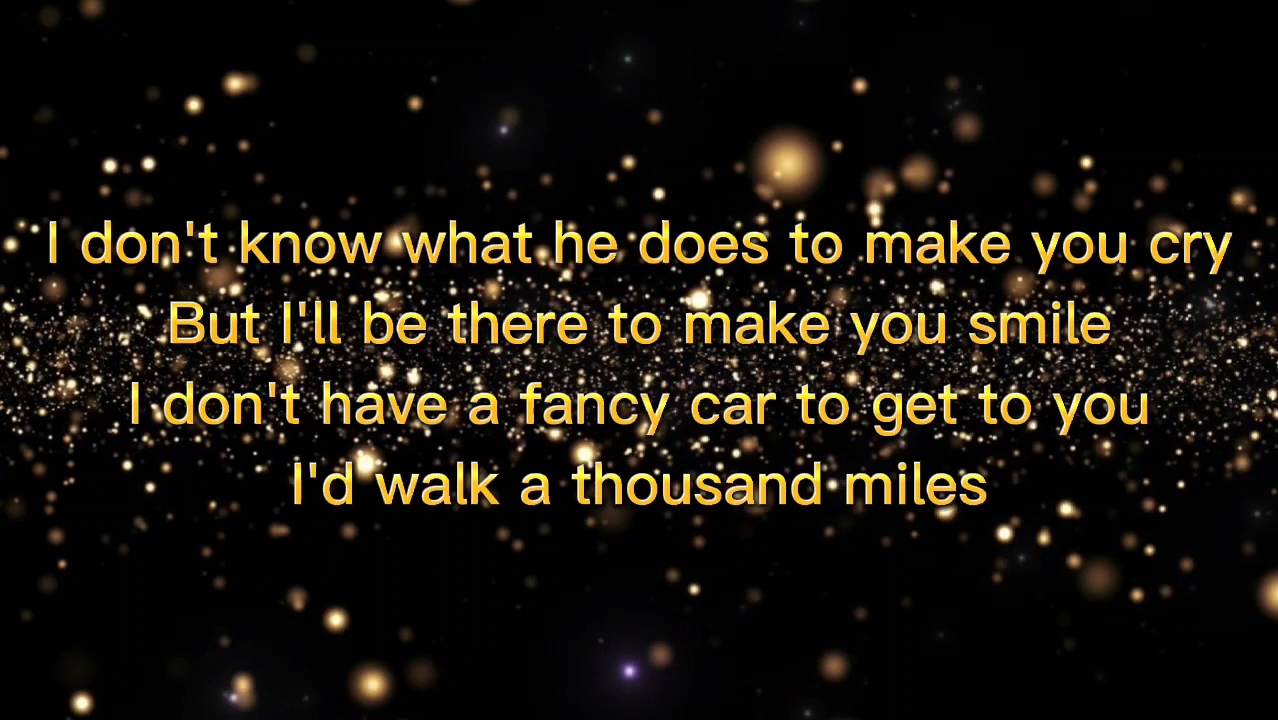 I don't know what he does to make you cry
But I'll be there to make you smile
I don't have a fancy car to get to you
I'd walk a thousand miles